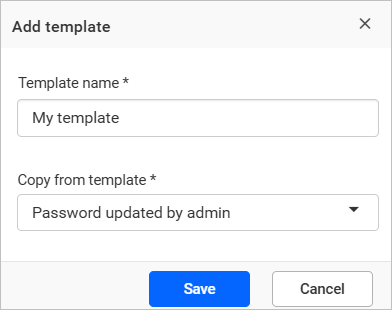 Add template
Template name *
My template
Copy from template *
Password updated by admin
Save
Cancel